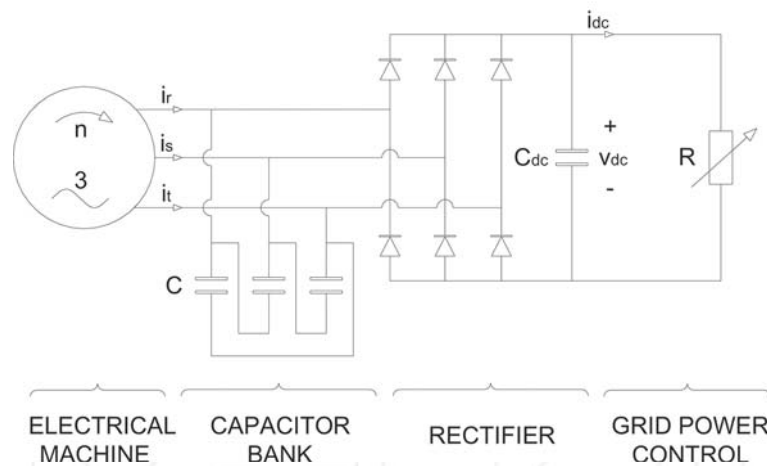 idc
ir
n
is
+
3
Cdc
vdc
R
it
-
C
ELECTRICAL
MACHINE
CAPACITOR
BANK
RECTIFIER
GRID POWER
CONTROL